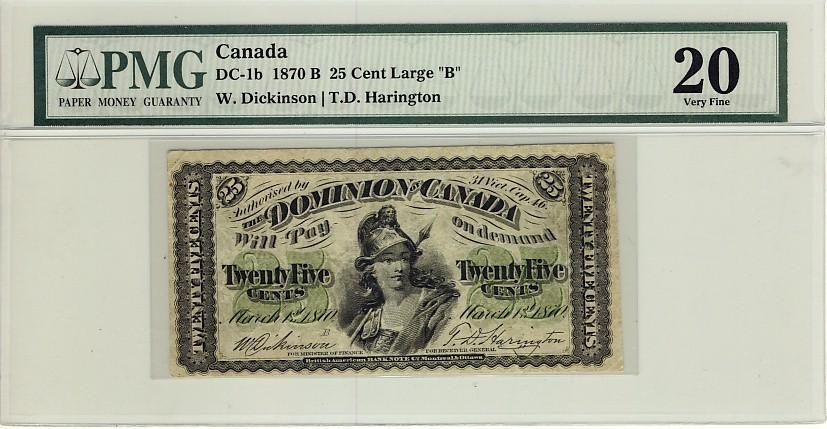 PMG
PAPER MONEY GUARANTY
Canada
DC-1b 1870 B 25 Cent Large "B"
W. Dickinson | T.D. Harington
20
Very Fine
25
25
Authorised by
31 Vict. Cap. 46
THE DOMINION OF CANADA
Will Pay
on demand
TWENTY FIVE CENTS
TWENTY FIVE CENTS
25
25
Twenty Five
CENTS
Twenty Five
CENTS
March 1st 1870
March 1st 1870
B
W Dickinson
T. D. Harington
FOR MINISTER OF FINANCE
FOR RECEIVER GENERAL
British American BANK NOTE Co. Montreal & Ottawa